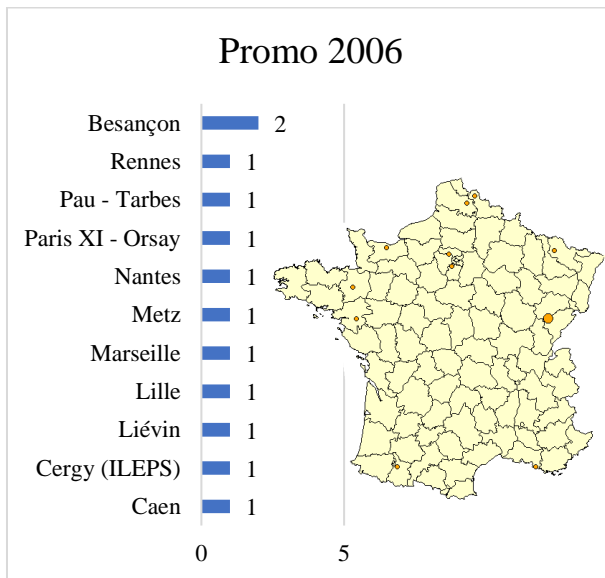 Promo 2006
Besançon 2
Rennes 1
Pau - Tarbes 1
Paris XI - Orsay 1
Nantes 1
Metz 1
Marseille 1
Lille 1
Liévin 1
Cergy (ILEPS) 1
Caen 1
0 5